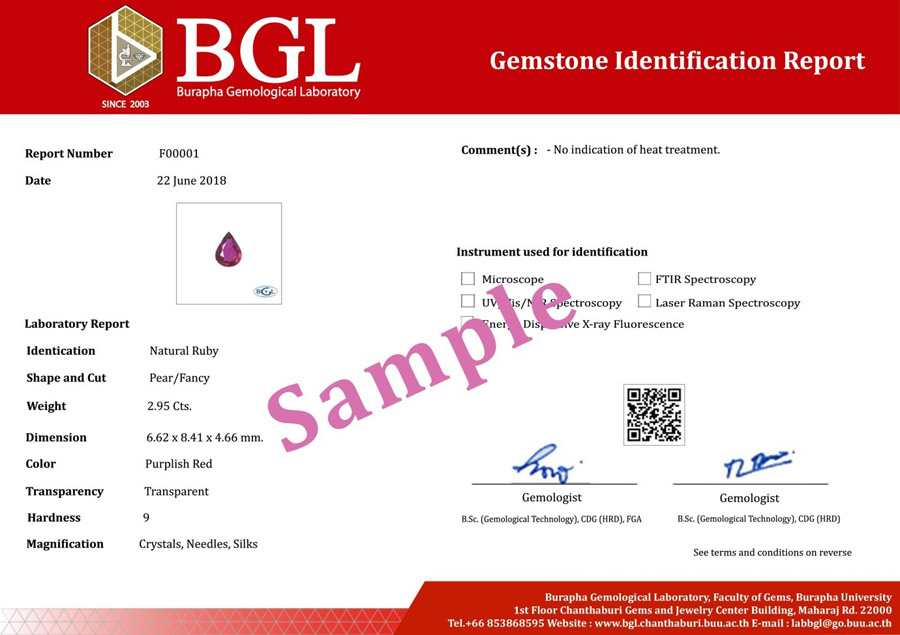 BGL
Burapha Gemological Laboratory
SINCE 2003
Gemstone Identification Report
Report Number F00001
Date 22 June 2018
BGL
Laboratory Report
Identication Natural Ruby
Shape and Cut Pear/Fancy
Weight 2.95 Cts.
Dimension 6.62 x 8.41 x 4.66 mm.
Color Purplish Red
Transparency Transparent
Hardness 9
Magnification Crystals, Needles, Silks
Comment(s) : - No indication of heat treatment.
Instrument used for identification
Microscope FTIR Spectroscopy
UV/Vis/NIR Spectroscopy Laser Raman Spectroscopy
Energy Dispersive X-ray Fluorescence
Sample
Gemologist Gemologist
B.Sc. (Gemological Technology), CDG (HRD), FGA B.Sc. (Gemological Technology), CDG (HRD)
See terms and conditions on reverse
Burapha Gemological Laboratory, Faculty of Gems, Burapha University
1st Floor Chanthaburi Gems and Jewelry Center Building, Maharaj Rd. 22000
Tel.+66 853868595 Website : www.bgl.chanthaburi.buu.ac.th E-mail : labbgl@go.buu.ac.th